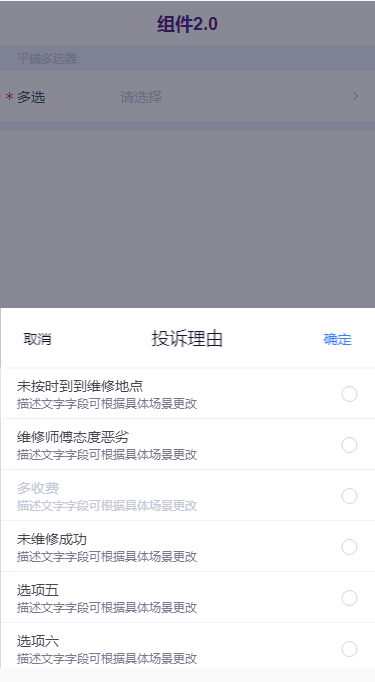 组件2.0
平铺多选器:
* 多选 请选择
取消 投诉理由 确定
未按时到到维修地点
描述文字字段可根据具体场景更改
维修师傅态度恶劣
描述文字字段可根据具体场景更改
多收费
描述文字字段可根据具体场景更改
未维修成功
描述文字字段可根据具体场景更改
选项五
描述文字字段可根据具体场景更改
选项六
描述文字字段可根据具体场景更改